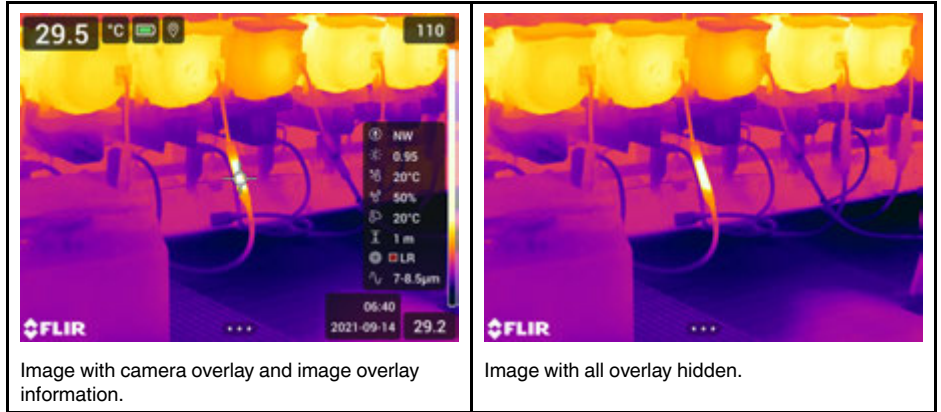 29.5 °C
110
NW
0.95
20°C
50%
20°C
1 m
LR
7-8.5µm
06:40
2021-09-14
29.2
FLIR
Image with camera overlay and image overlay
information.
FLIR
Image with all overlay hidden.